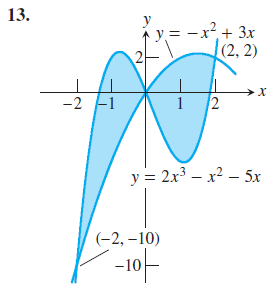 13.
y
y = −x² + 3x
2
(2, 2)
x
−2 −1 1 2
y = 2x³ − x² − 5x
(−2, −10)
−10